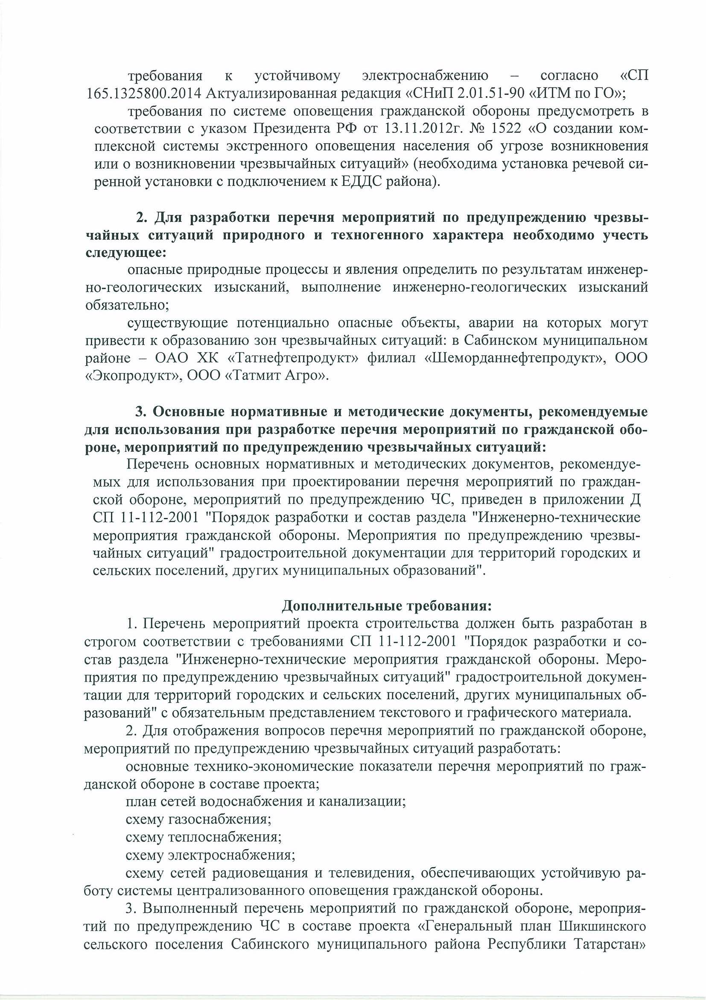 требования к устойчивому электроснабжению – согласно «СП
165.1325800.2014 Актуализированная редакция «СНиП 2.01.51-90 «ИТМ по ГО»;
требования по системе оповещения гражданской обороны предусмотреть в
соответствии с указом Президента РФ от 13.11.2012г. № 1522 «О создании ком-
плексной системы экстренного оповещения населения об угрозе возникновения
или о возникновении чрезвычайных ситуаций» (необходима установка речевой си-
ренной установки с подключением к ЕДДС района).
2. Для разработки перечня мероприятий по предупреждению чрезвы-
чайных ситуаций природного и техногенного характера необходимо учесть
следующее:
опасные природные процессы и явления определить по результатам инженер-
но-геологических изысканий, выполнение инженерно-геологических изысканий
обязательно;
существующие потенциально опасные объекты, аварии на которых могут
привести к образованию зон чрезвычайных ситуаций: в Сабинском муниципальном
районе – ОАО ХК «Татнефтепродукт» филиал «Шеморданнефтепродукт», ООО
«Экопродукт», ООО «Татмит Агро».
3. Основные нормативные и методические документы, рекомендуемые
для использования при разработке перечня мероприятий по гражданской обо-
роне, мероприятий по предупреждению чрезвычайных ситуаций:
Перечень основных нормативных и методических документов, рекомендуе-
мых для использования при проектировании перечня мероприятий по граждан-
ской обороне, мероприятий по предупреждению ЧС, приведен в приложении Д
СП 11-112-2001 "Порядок разработки и состав раздела "Инженерно-технические
мероприятия гражданской обороны. Мероприятия по предупреждению чрезвы-
чайных ситуаций" градостроительной документации для территорий городских и
сельских поселений, других муниципальных образований".
Дополнительные требования:
1. Перечень мероприятий проекта строительства должен быть разработан в
строгом соответствии с требованиями СП 11-112-2001 "Порядок разработки и со-
став раздела "Инженерно-технические мероприятия гражданской обороны. Меро-
приятия по предупреждению чрезвычайных ситуаций" градостроительной докумен-
тации для территорий городских и сельских поселений, других муниципальных об-
разований" с обязательным представлением текстового и графического материала.
2. Для отображения вопросов перечня мероприятий по гражданской обороне,
мероприятий по предупреждению чрезвычайных ситуаций разработать:
основные технико-экономические показатели перечня мероприятий по граж-
данской обороне в составе проекта;
план сетей водоснабжения и канализации;
схему газоснабжения;
схему теплоснабжения;
схему электроснабжения;
схему сетей радиовещания и телевидения, обеспечивающих устойчивую ра-
боту системы централизованного оповещения гражданской обороны.
3. Выполненный перечень мероприятий по гражданской обороне, мероприя-
тий по предупреждению ЧС в составе проекта «Генеральный план Шикшинского
сельского поселения Сабинского муниципального района Республики Татарстан»